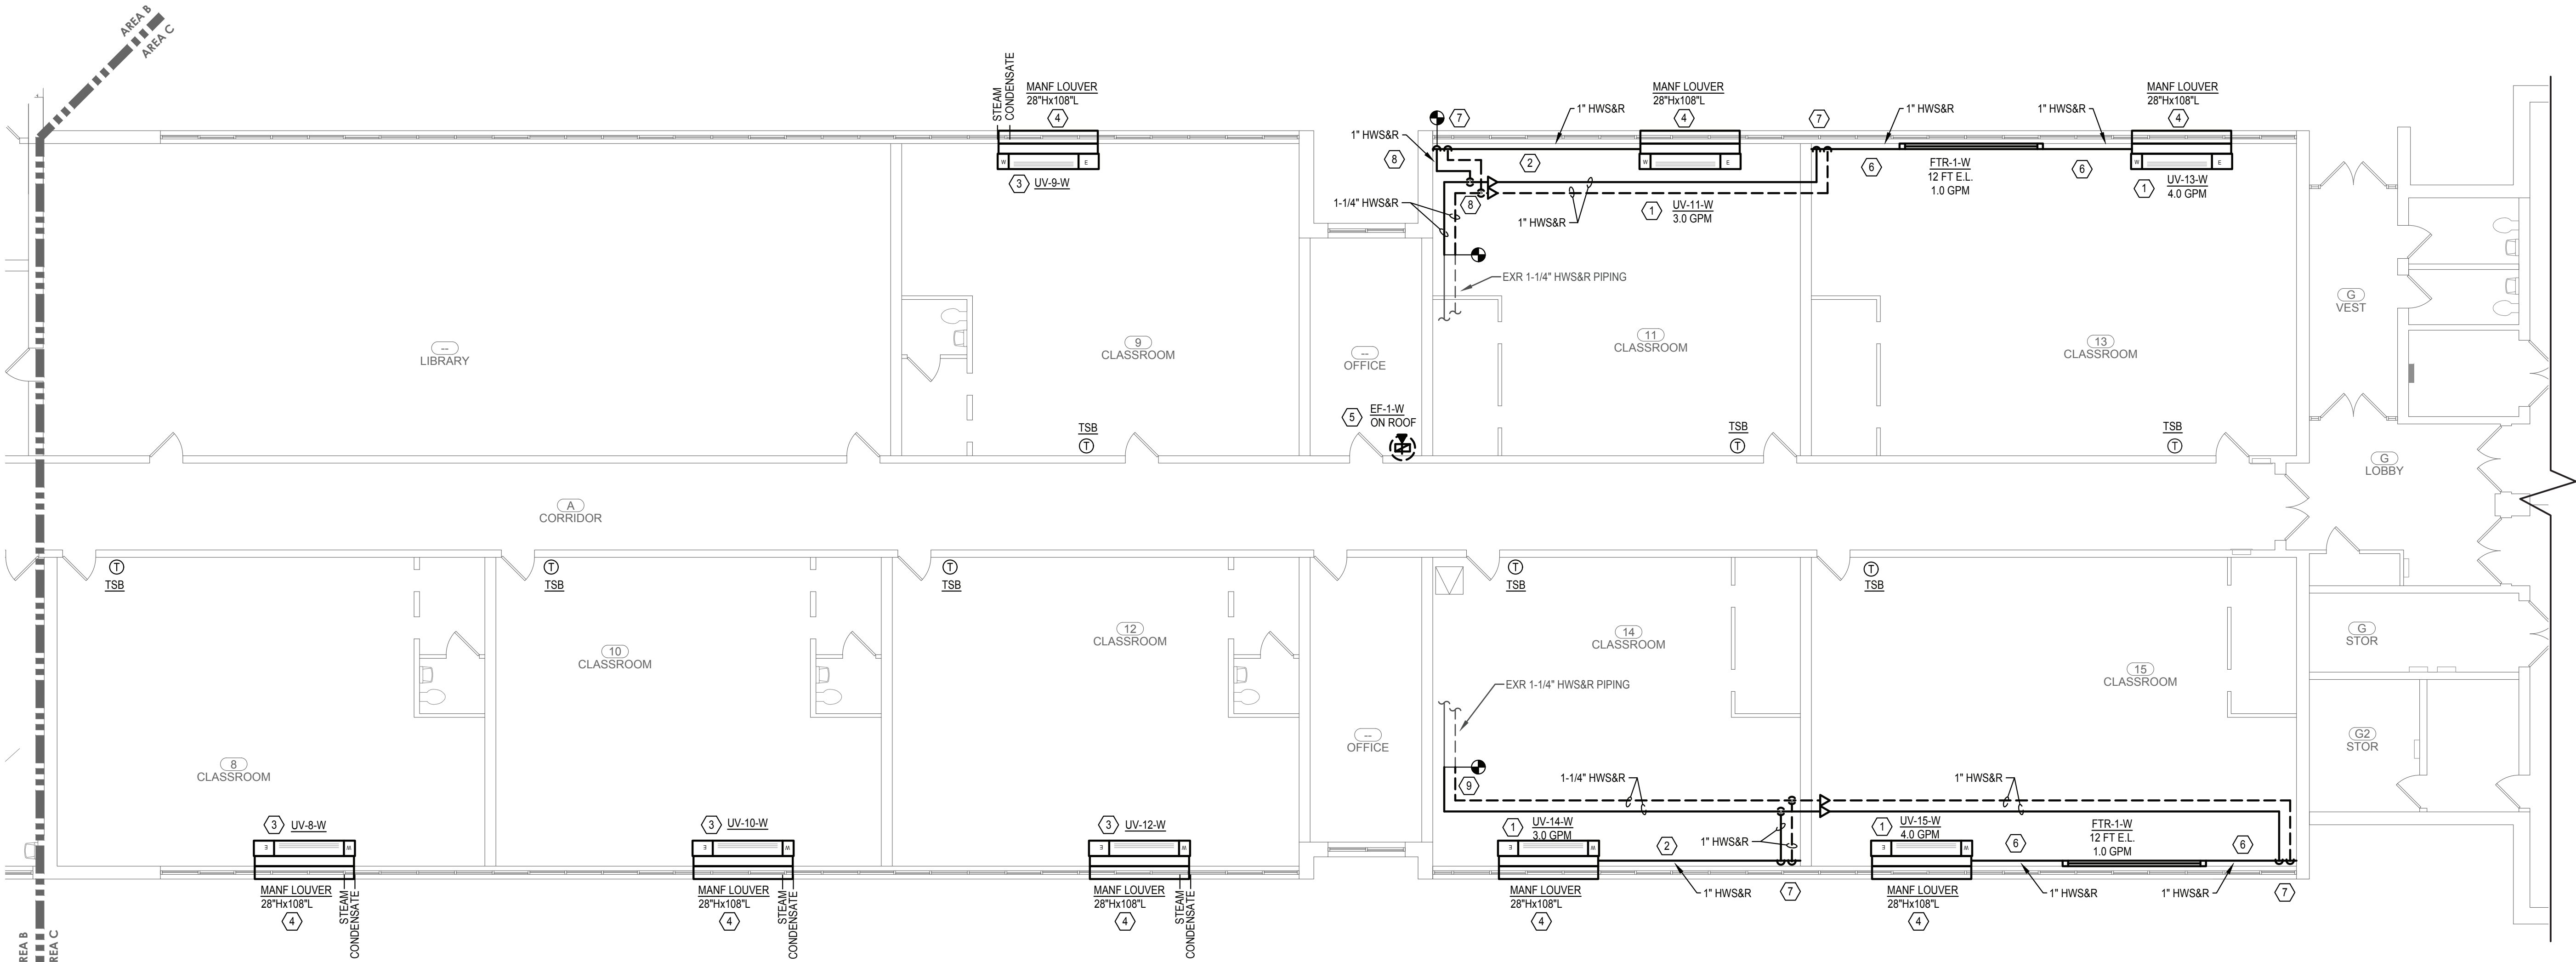 AREA B
AREA C
STEAM
CONDENSATE
MANF LOUVER
28"Hx108"L
4
W
E
3
UV-9-W
7
1" HWS&R
8
1" HWS&R
2
MANF LOUVER
28"Hx108"L
4
W
E
7
1" HWS&R
6
FTR-1-W
12 FT E.L.
1.0 GPM
1" HWS&R
6
MANF LOUVER
28"Hx108"L
4
W
E
1
UV-13-W
4.0 GPM
1-1/4" HWS&R
8
1" HWS&R
1
UV-11-W
3.0 GPM
EXR 1-1/4" HWS&R PIPING
--
LIBRARY
9
CLASSROOM
--
OFFICE
11
CLASSROOM
13
CLASSROOM
G
VEST
5
EF-1-W
ON ROOF
TSB
T
TSB
T
TSB
T
G
LOBBY
A
CORRIDOR
T
TSB
T
TSB
T
TSB
T
TSB
T
TSB
8
CLASSROOM
10
CLASSROOM
12
CLASSROOM
--
OFFICE
14
CLASSROOM
15
CLASSROOM
G
STOR
G2
STOR
EXR 1-1/4" HWS&R PIPING
9
1-1/4" HWS&R
1" HWS&R
3
UV-8-W
E
W
MANF LOUVER
28"Hx108"L
4
STEAM
CONDENSATE
3
UV-10-W
E
W
MANF LOUVER
28"Hx108"L
4
STEAM
CONDENSATE
3
UV-12-W
E
W
MANF LOUVER
28"Hx108"L
4
STEAM
CONDENSATE
1
UV-14-W
3.0 GPM
E
W
MANF LOUVER
28"Hx108"L
4
2
1" HWS&R
1" HWS&R
7
1
UV-15-W
4.0 GPM
E
W
MANF LOUVER
28"Hx108"L
4
6
1" HWS&R
FTR-1-W
12 FT E.L.
1.0 GPM
6
1" HWS&R
7
AREA B
REA C